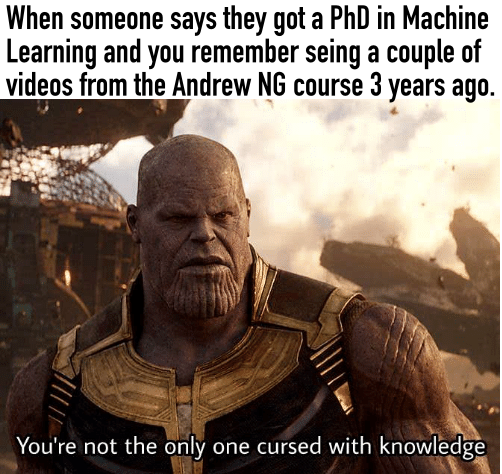 When someone says they got a PhD in Machine
Learning and you remember seing a couple of
videos from the Andrew NG course 3 years ago.
You're not the only one cursed with knowledge